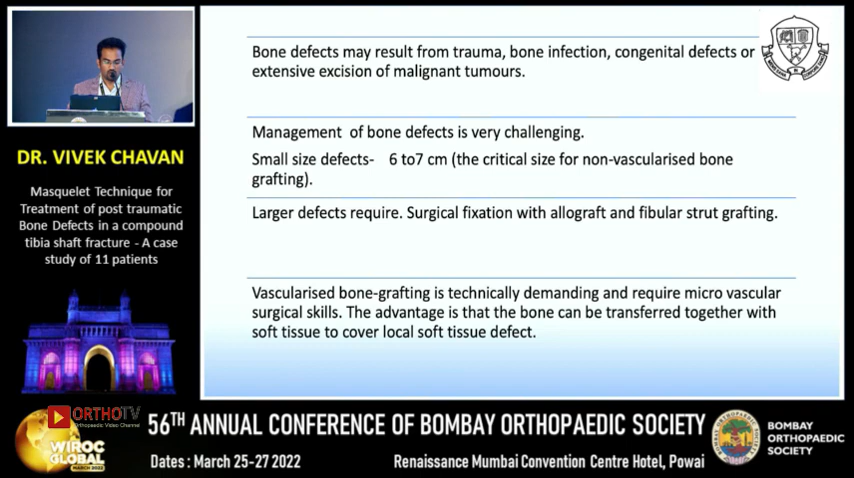 Bone defects may result from trauma, bone infection, congenital defects or
extensive excision of malignant tumours.
Management of bone defects is very challenging.
Small size defects- 6 to7 cm (the critical size for non-vascularised bone
grafting).
Larger defects require. Surgical fixation with allograft and fibular strut grafting.
Vascularised bone-grafting is technically demanding and require micro vascular
surgical skills. The advantage is that the bone can be transferred together with
soft tissue to cover local soft tissue defect.
DR. VIVEK CHAVAN
Masquelet Technique for
Treatment of post traumatic
Bone Defects in a compound
tibia shaft fracture - A case
study of 11 patients
ORTHOTV
Orthopaedic Video Channel
WIROC
GLOBAL
MARCH 2022
56TH ANNUAL CONFERENCE OF BOMBAY ORTHOPAEDIC SOCIETY
Dates : March 25-27 2022
Renaissance Mumbai Convention Centre Hotel, Powai
BOMBAY
ORTHOPAEDIC
SOCIETY